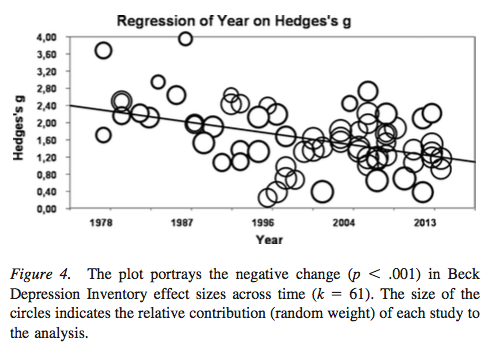 Regression of Year on Hedges's g
4,00
3,60
3,20
2,80
2,40
2,00
1,60
1,20
0,80
0,40
0,00
Hedges's g
1978 1987 1996 2004 2013
Year
Figure 4. The plot portrays the negative change (p < .001) in Beck
Depression Inventory effect sizes across time (k = 61). The size of the
circles indicates the relative contribution (random weight) of each study to
the analysis.